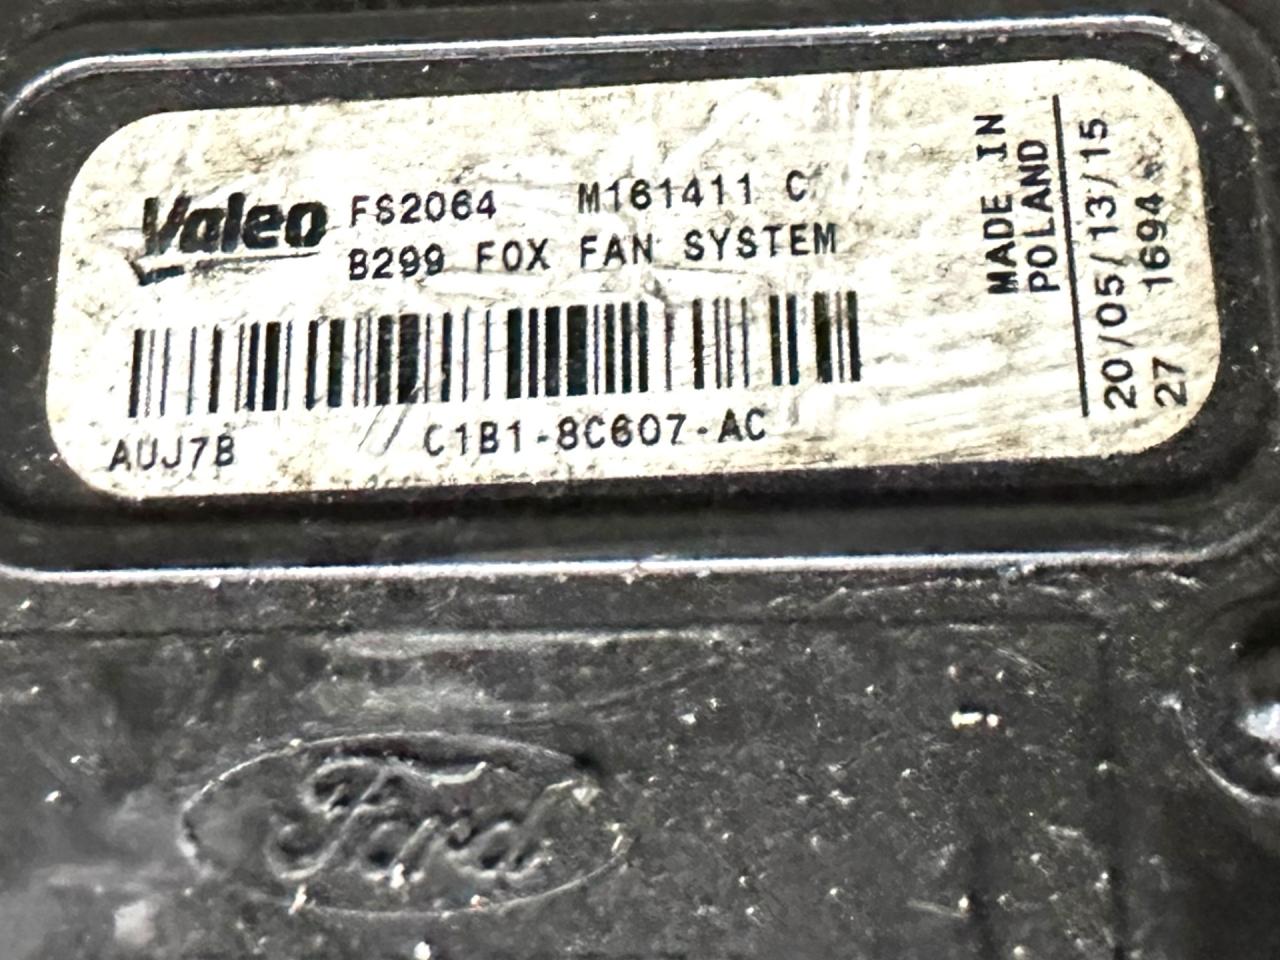 Valeo FS2064 M161411 C
B299 FOX FAN SYSTEM
AUJ7B C1B1-8C607-AC
MADE IN
POLAND
20/05/13/15
27 1694
Ford